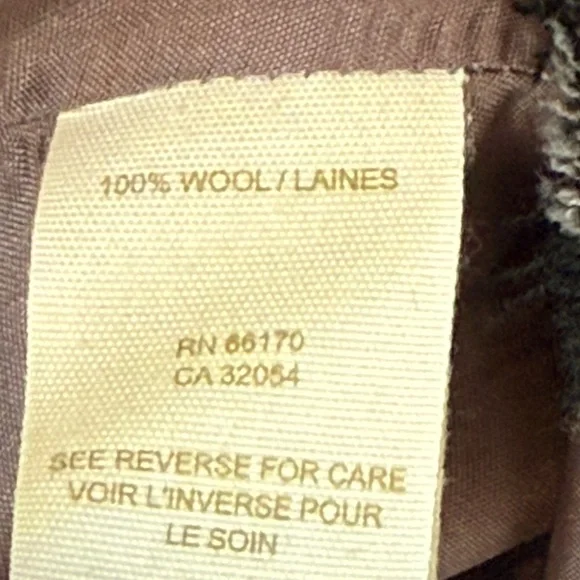 100% WOOL / LAINES
RN 66170
CA 32054
SEE REVERSE FOR CARE
VOIR L'INVERSE POUR
LE SOIN